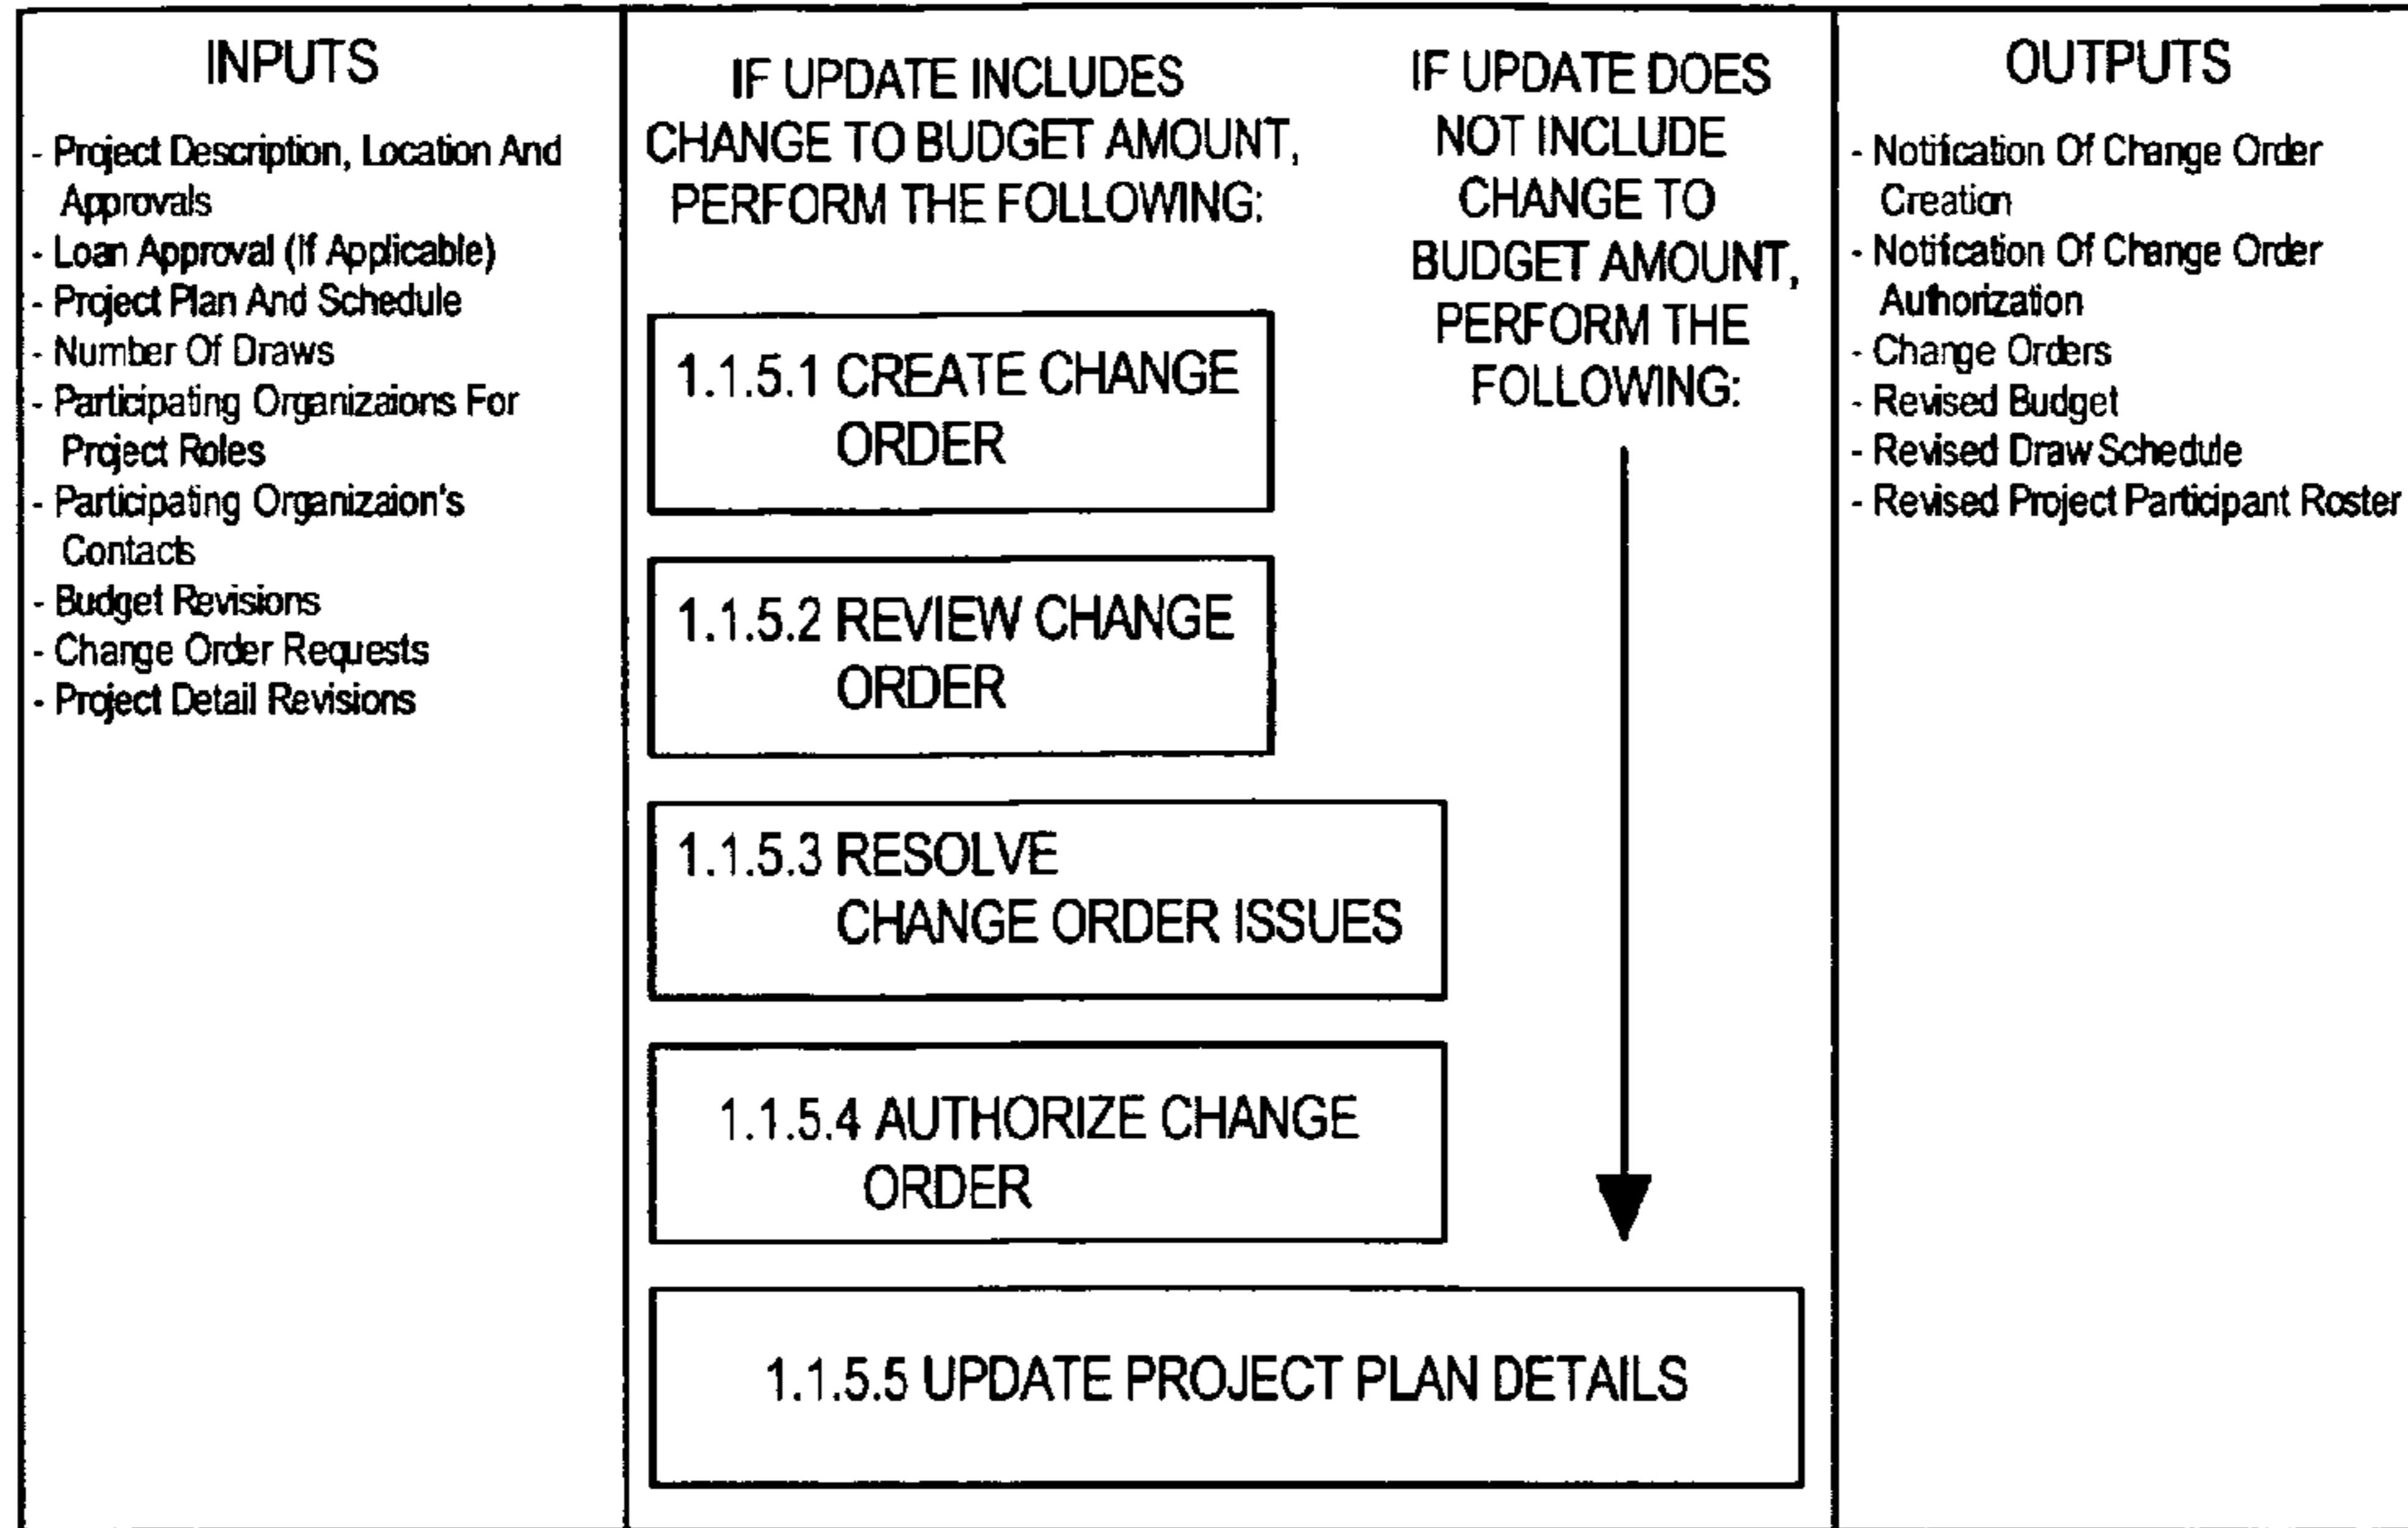 INPUTS
- Project Description, Location And
Approvals
- Loan Approval (If Applicable)
- Project Plan And Schedule
- Number Of Draws
- Participating Organizaions For
Project Roles
- Participating Organizaion's
Contacts
- Budget Revisions
- Change Order Requests
- Project Detail Revisions
IF UPDATE INCLUDES
CHANGE TO BUDGET AMOUNT,
PERFORM THE FOLLOWING:
1.1.5.1 CREATE CHANGE
ORDER
1.1.5.2 REVIEW CHANGE
ORDER
1.1.5.3 RESOLVE
CHANGE ORDER ISSUES
1.1.5.4 AUTHORIZE CHANGE
ORDER
IF UPDATE DOES
NOT INCLUDE
CHANGE TO
BUDGET AMOUNT,
PERFORM THE
FOLLOWING:
1.1.5.5 UPDATE PROJECT PLAN DETAILS
OUTPUTS
- Notification Of Change Order
Creation
- Notification Of Change Order
Authorization
- Change Orders
- Revised Budget
- Revised Draw Schedule
- Revised Project Participant Roster